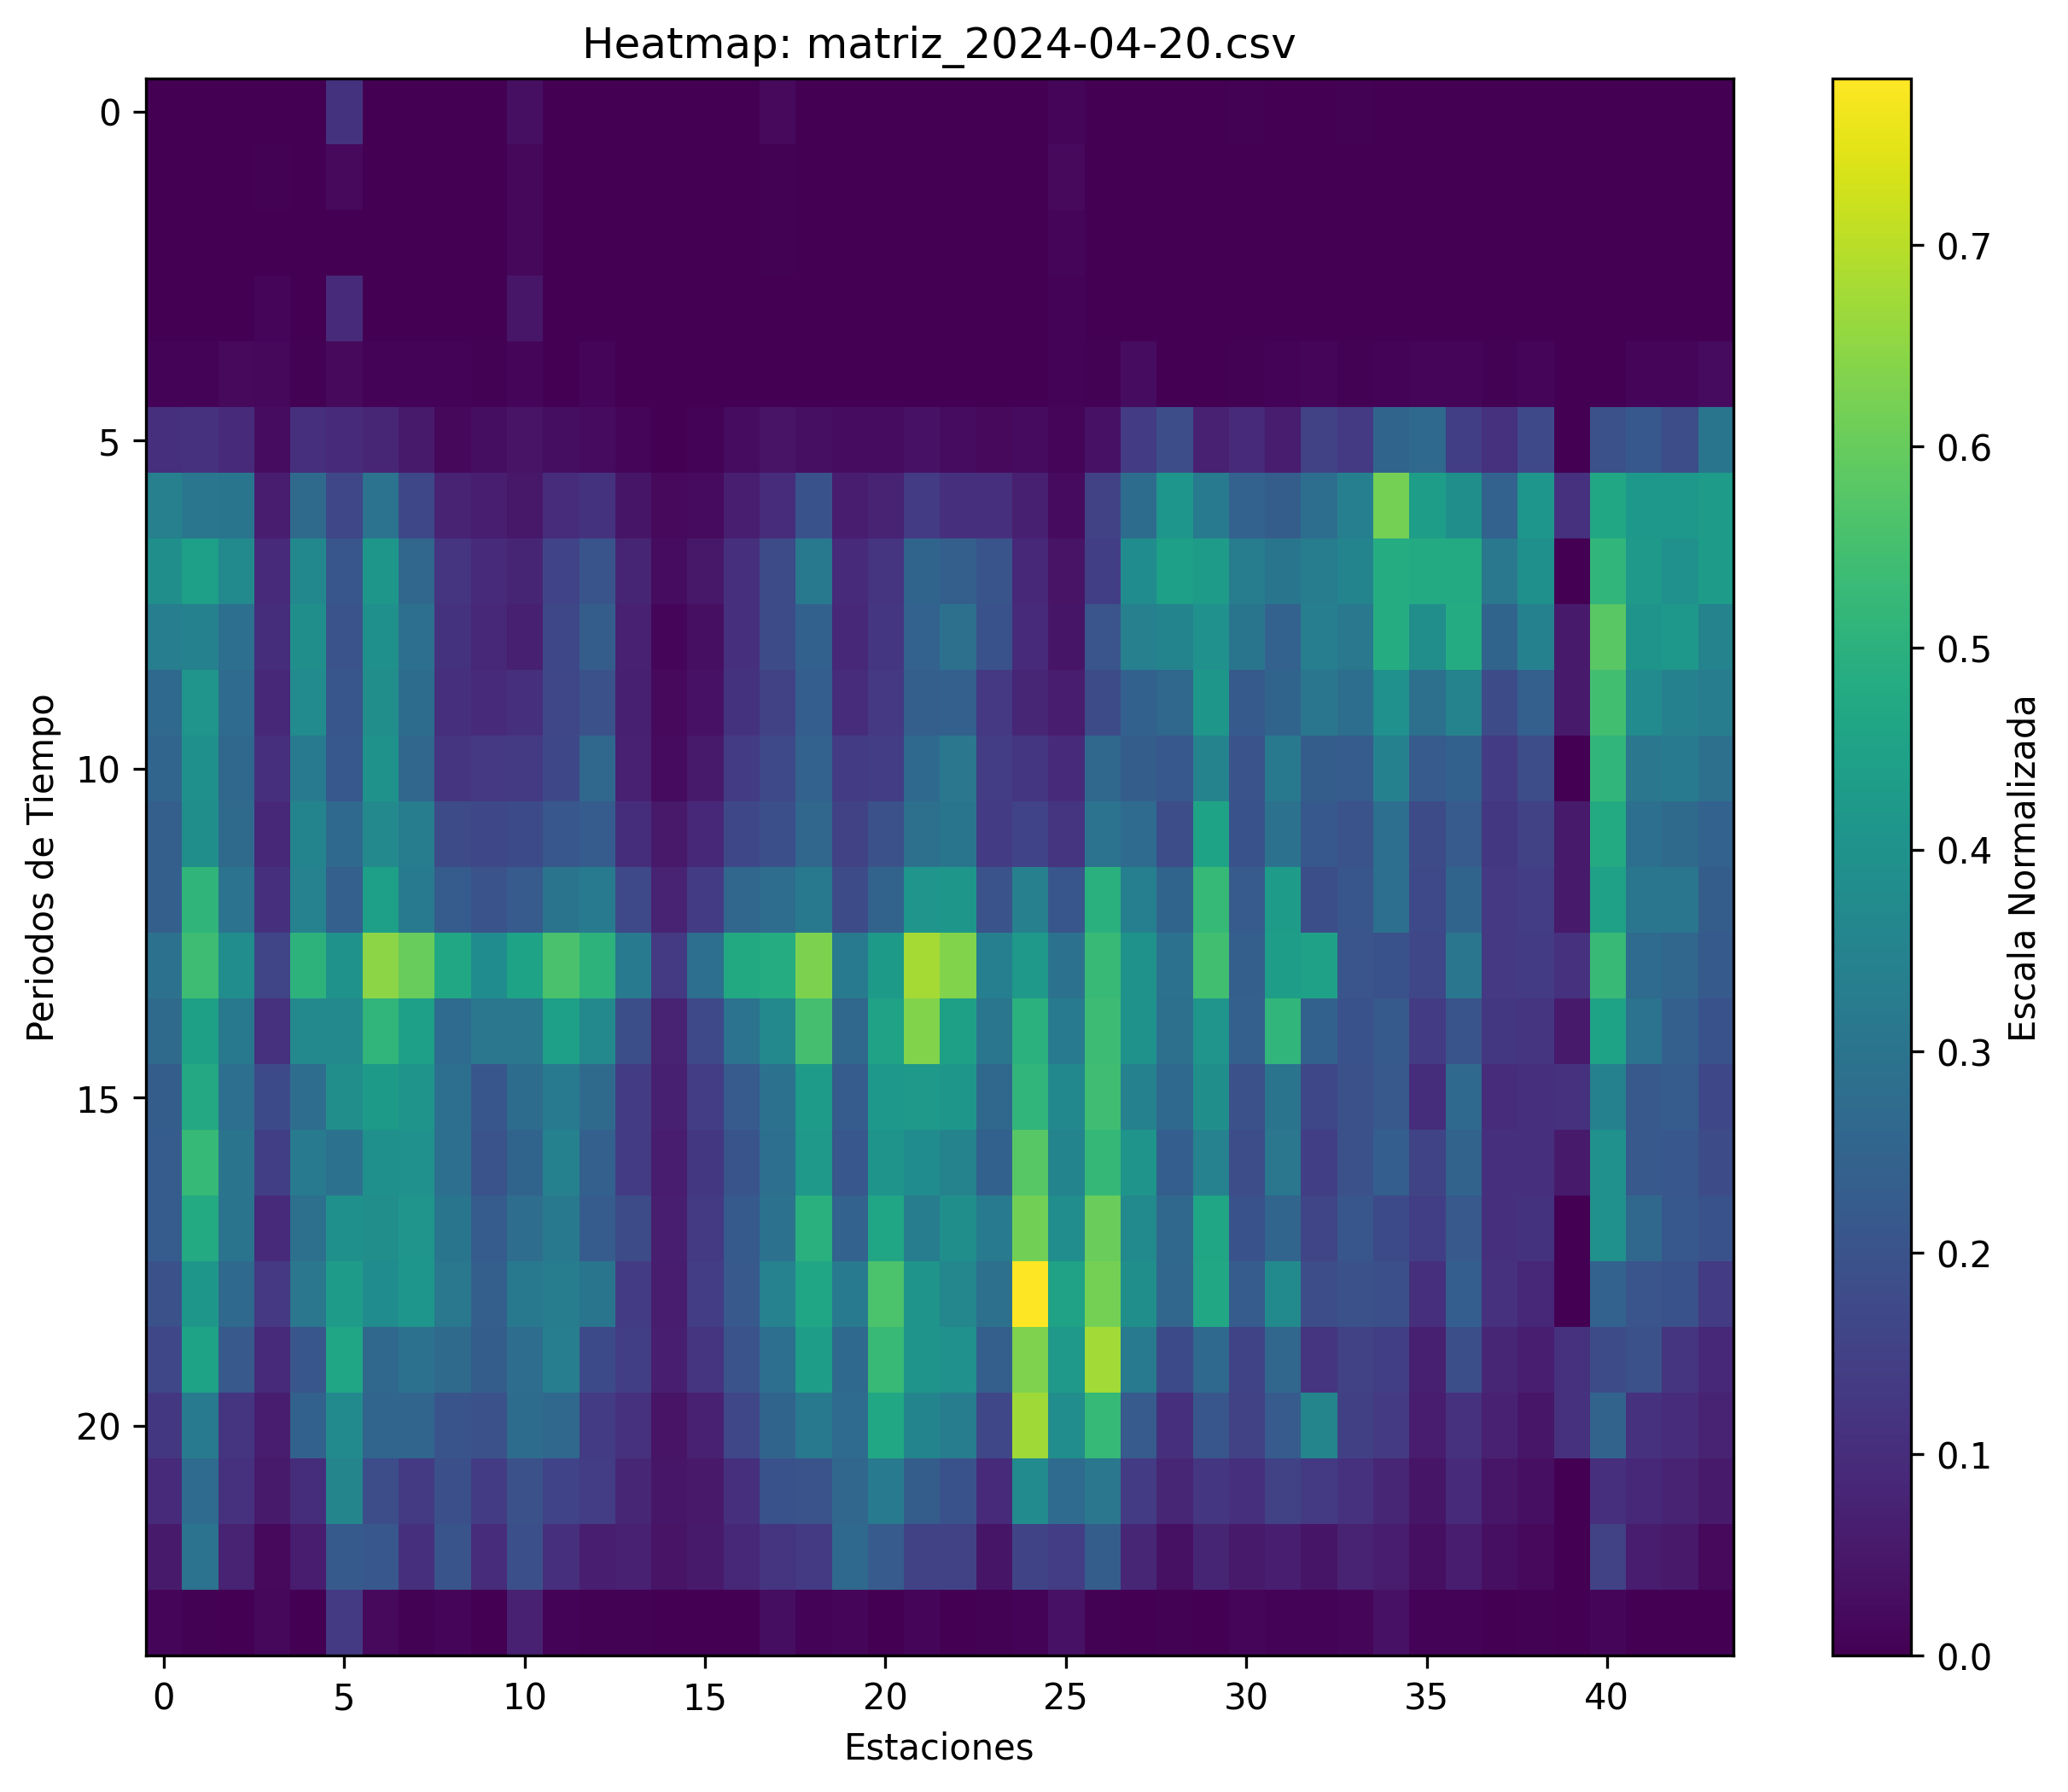 Heatmap: matriz_2024-04-20.csv
Periodos de Tiempo
0
5
10
15
20
0 5 10 15 20 25 30 35 40
Estaciones
0.7
0.6
0.5
0.4
0.3
0.2
0.1
0.0
Escala Normalizada